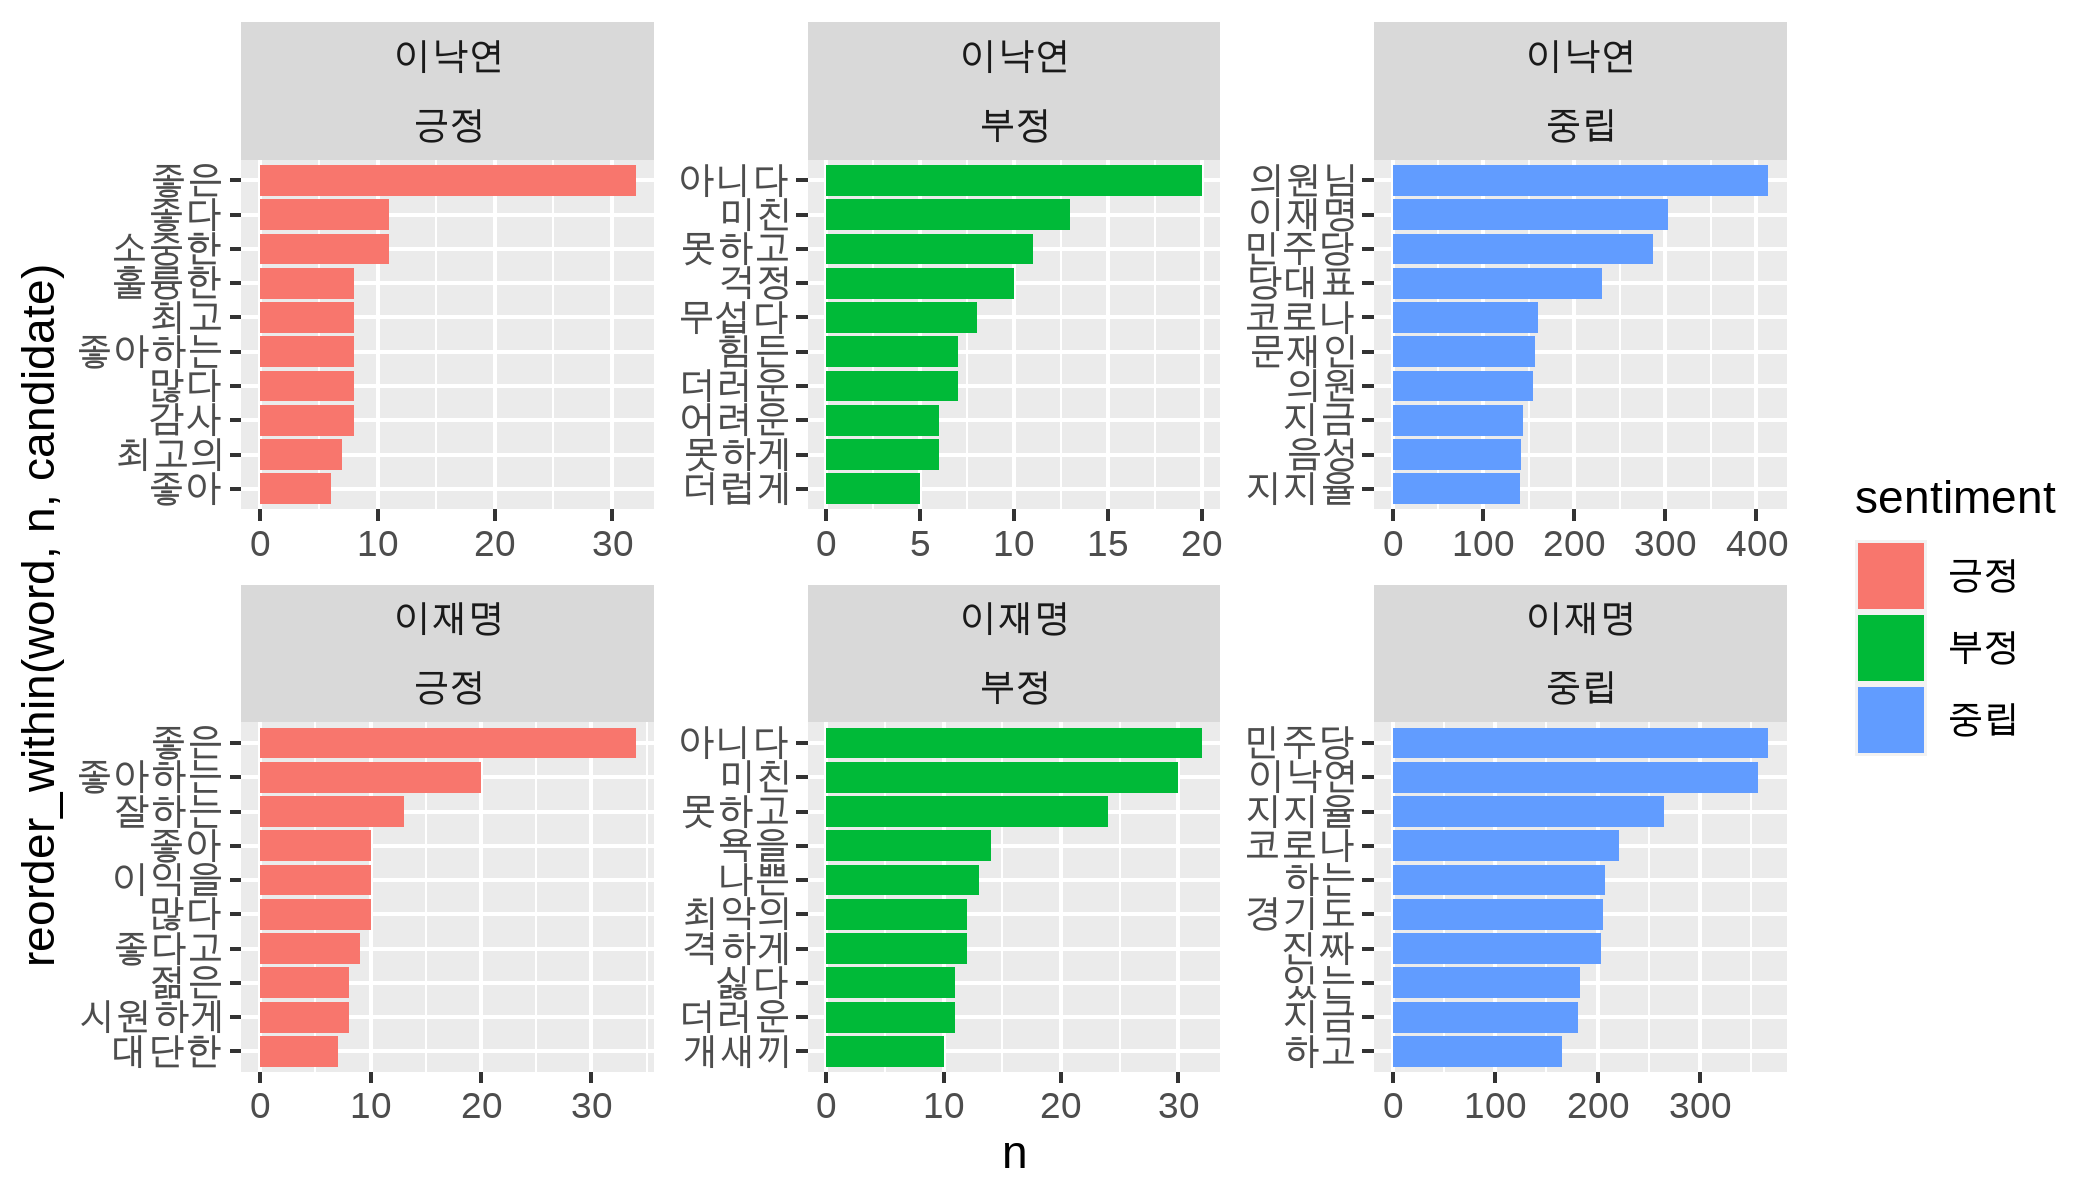 이낙연
긍정
좋은
좋다
소중한
훌륭한
최고
좋아하는
많다
감사
최고의
좋아
0 10 20 30
이낙연
부정
아니다
미친
못하고
걱정
무섭다
힘든
더러운
어려운
못하게
더럽게
0 5 10 15 20
이낙연
중립
의원님
이재명
민주당
당대표
코로나
문재인
의원
지금
음성
지지율
0 100 200 300 400
이재명
긍정
좋은
좋아하는
잘하는
좋아
이익을
많다
좋다고
젊은
시원하게
대단한
0 10 20 30
이재명
부정
아니다
미친
못하고
욕을
나쁜
최악의
격하게
싫다
더러운
개새끼
0 10 20 30
이재명
중립
민주당
이낙연
지지율
코로나
하는
경기도
진짜
있는
지금
하고
0 100 200 300
n
reorder_within(word, n, candidate)
sentiment
긍정
부정
중립